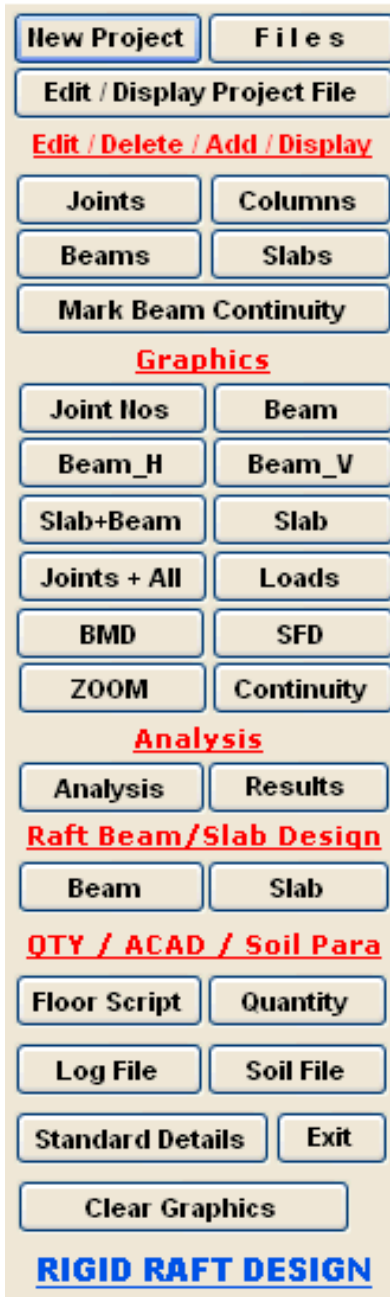 New Project Files
Edit / Display Project File
Edit / Delete / Add / Display
Joints Columns
Beams Slabs
Mark Beam Continuity
Graphics
Joint Nos Beam
Beam_H Beam_V
Slab+Beam Slab
Joints + All Loads
BMD SFD
ZOOM Continuity
Analysis
Analysis Results
Raft Beam/Slab Design
Beam Slab
QTY / ACAD / Soil Para
Floor Script Quantity
Log File Soil File
Standard Details Exit
Clear Graphics
RIGID RAFT DESIGN